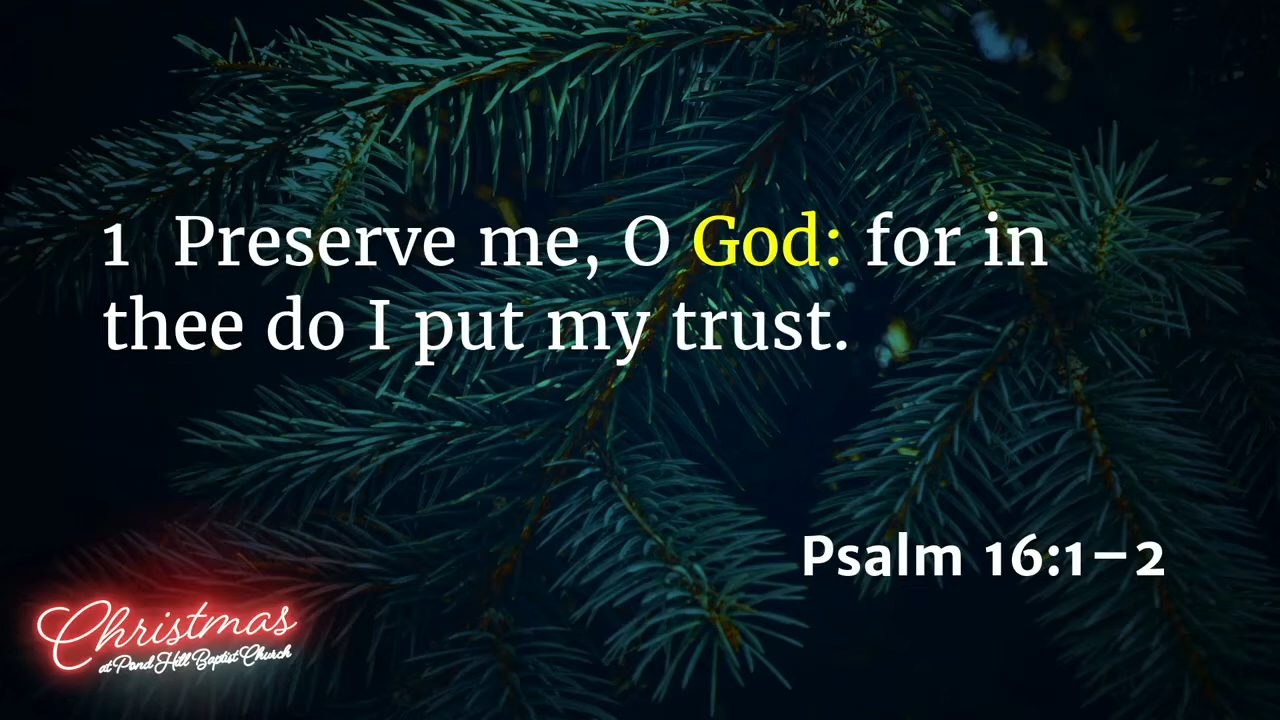 1 Preserve me, O God: for in
thee do I put my trust.
Psalm 16:1–2
Christmas
at Pond Hill Baptist Church